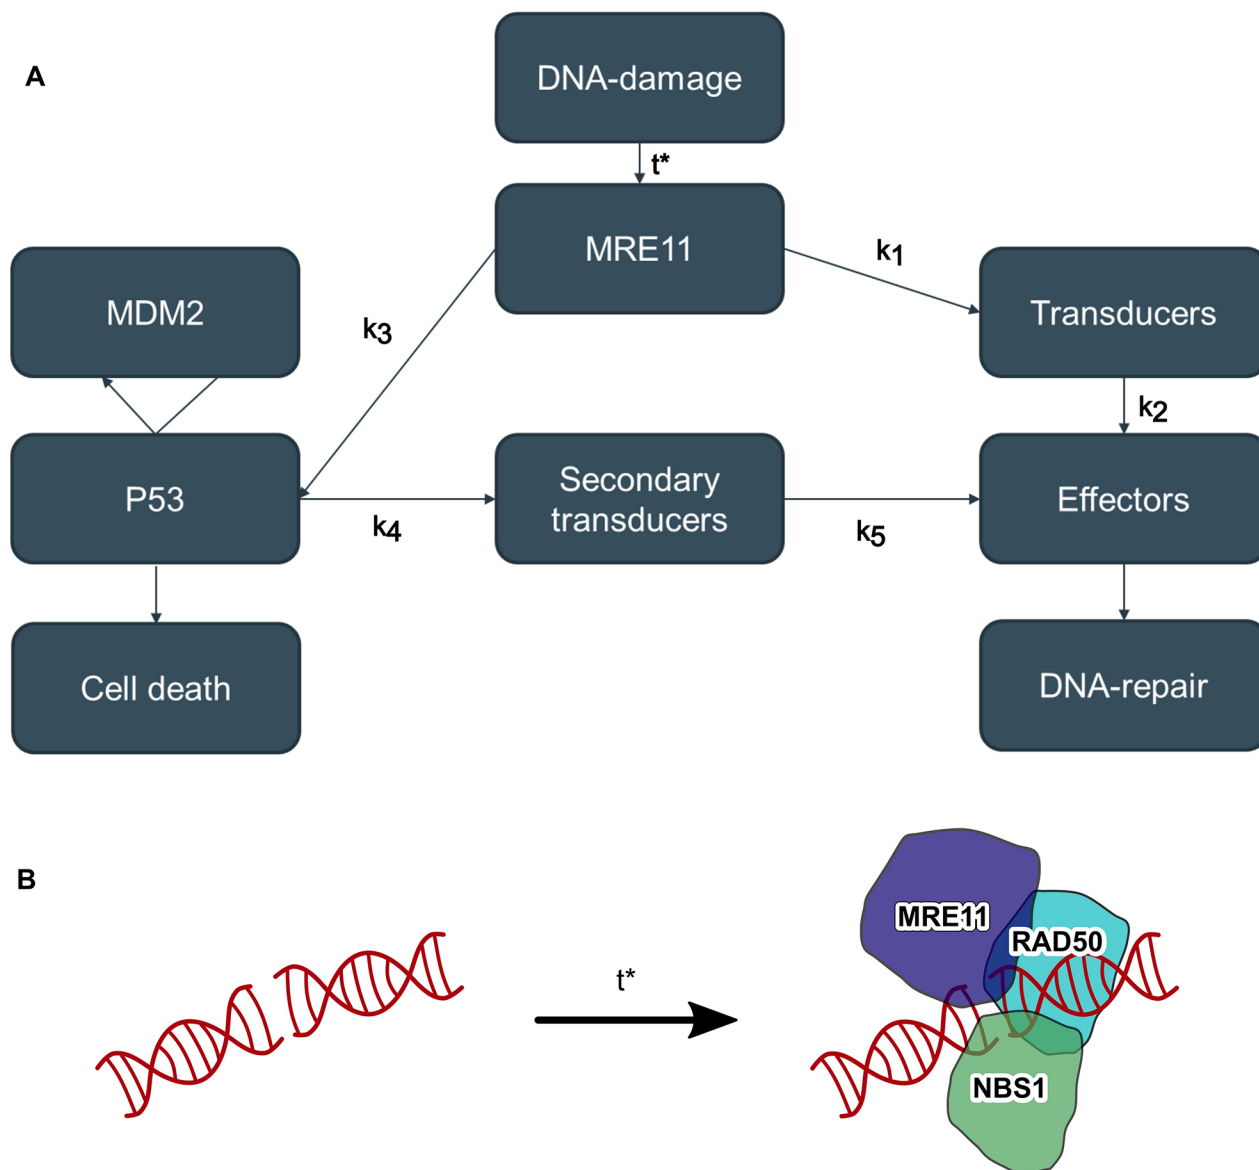 A
DNA-damage
t*
MRE11
k1
MDM2
Transducers
k3
k2
P53
Secondary
transducers
Effectors
k4
k5
Cell death
DNA-repair
B
MRE11
RAD50
t*
NBS1